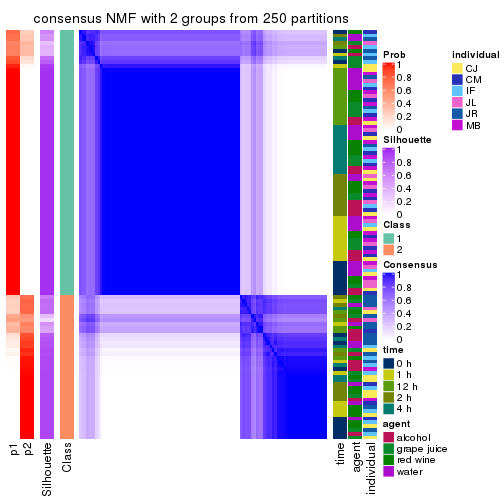 consensus NMF with 2 groups from 250 partitions
p1
p2
Silhouette
Class
time
agent
individual
Prob
1
0.8
0.6
0.4
0.2
0
Silhouette
1
0.8
0.6
0.4
0.2
0
Class
1
2
Consensus
1
0.8
0.6
0.4
0.2
0
time
0 h
1 h
12 h
2 h
4 h
agent
alcohol
grape juice
red wine
water
individual
CJ
CM
IF
JL
JR
MB